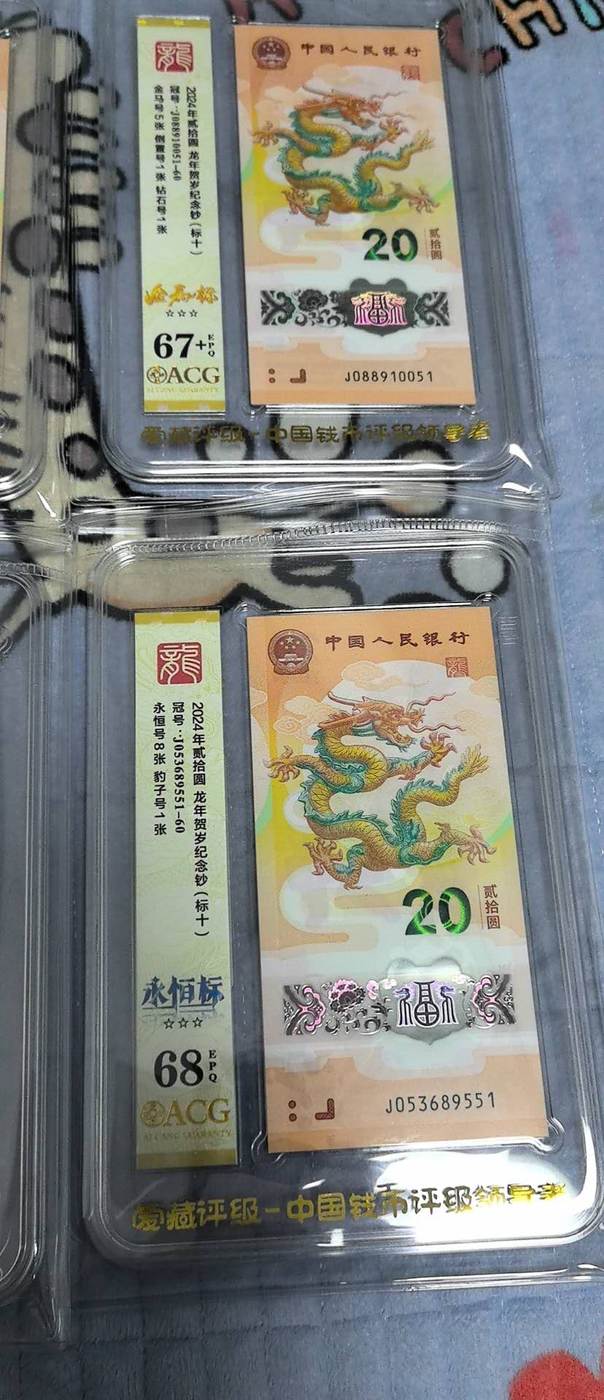 龍
2024年贰拾圆 龙年贺岁纪念钞(标十)
冠号:J088910051-60
金马号5张 倒置号1张 钻石号1张
☆☆☆
67+EPQ
ACG
中国人民银行
20
贰拾圆
福
J088910051
爱藏评级-中国钱币评级领导者
龍
2024年贰拾圆 龙年贺岁纪念钞(标十)
冠号:J053689551-60
永恒号8张 豹子号1张
永恒标
☆☆☆
68EPQ
ACG
中国人民银行
20
贰拾圆
福
J053689551
爱藏评级-中国钱币评级领导者